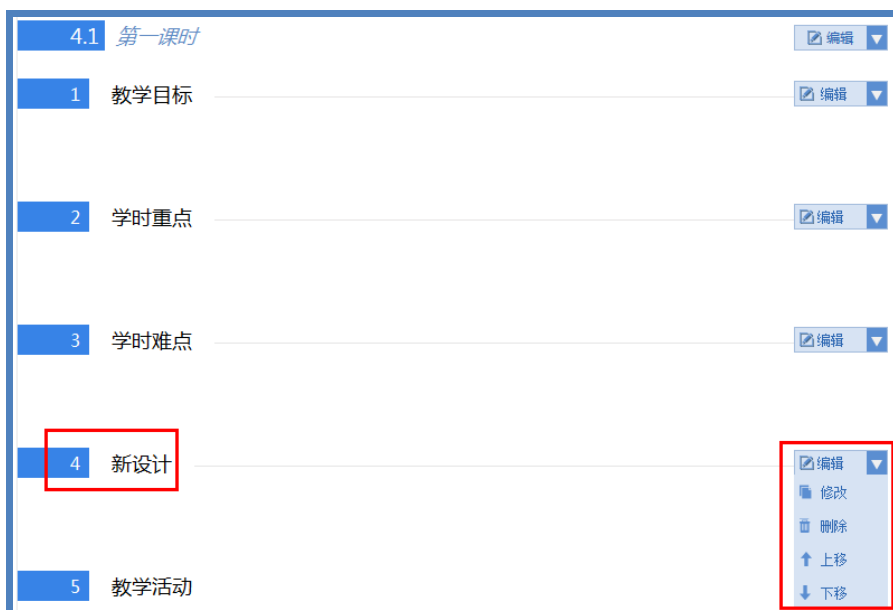 4.1 第一课时 编辑
1 教学目标 编辑
2 学时重点 编辑
3 学时难点 编辑
4 新设计 编辑
修改
删除
上移
5 教学活动 下移